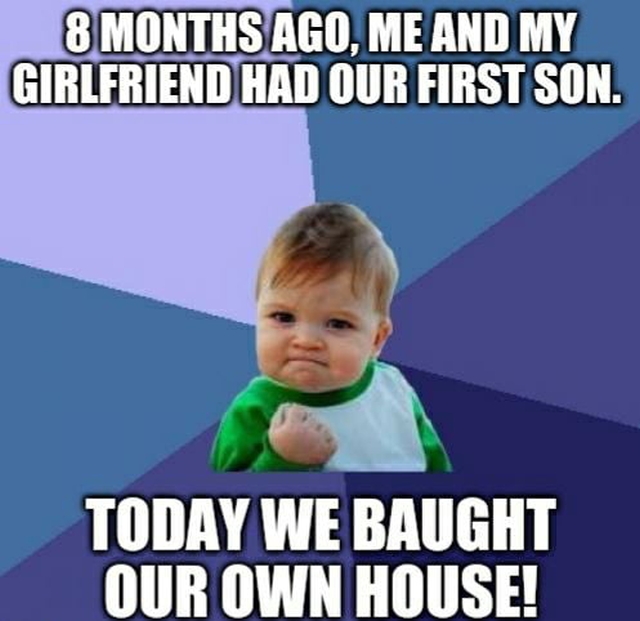 8 MONTHS AGO, ME AND MY
GIRLFRIEND HAD OUR FIRST SON.
TODAY WE BAUGHT
OUR OWN HOUSE!